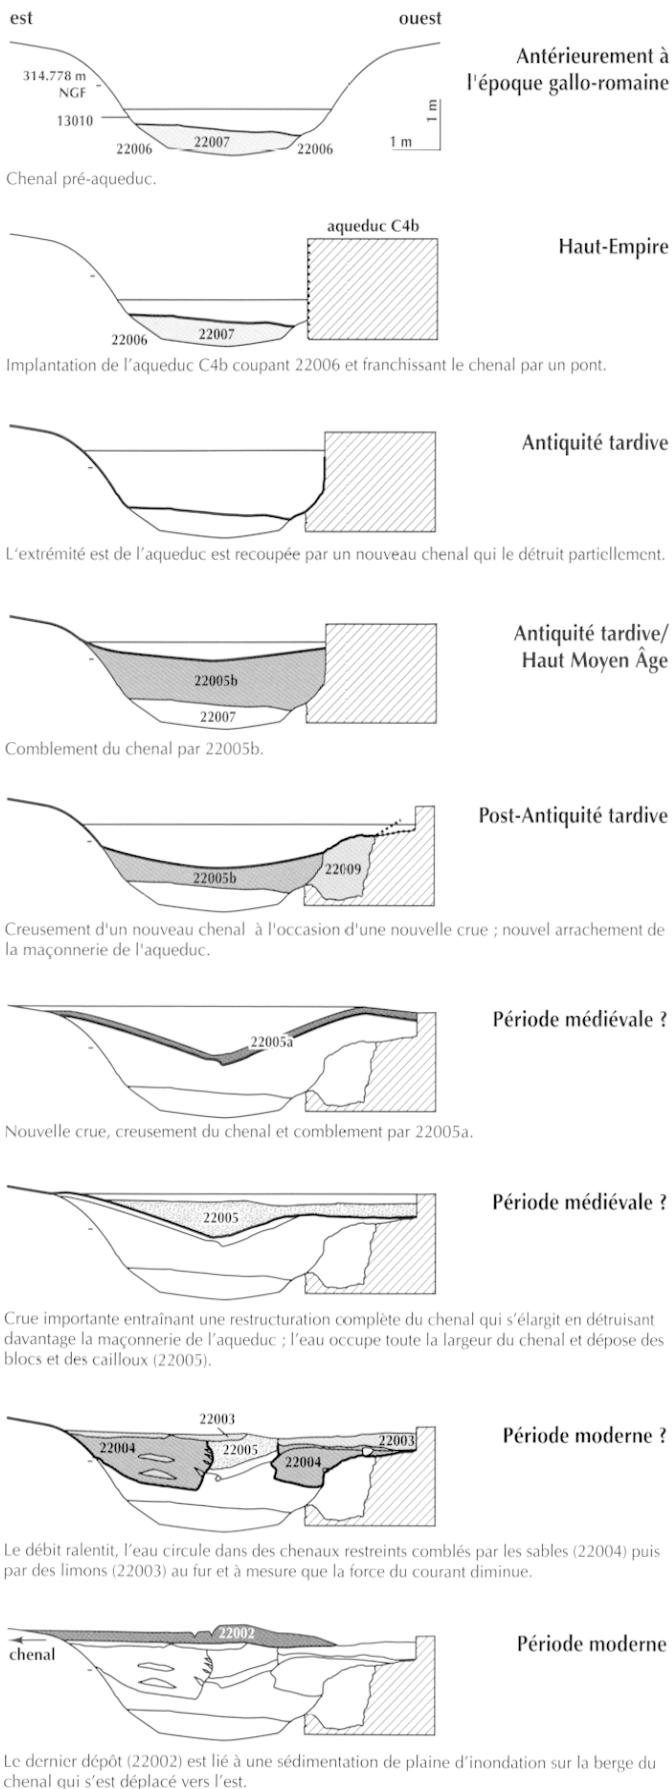 est ouest
Antérieurement à
l'époque gallo-romaine
314.778 m
NGF
13010
22006 22007 22006
1 m
1 m
Chenal pré-aqueduc.
aqueduc C4b
Haut-Empire
22006 22007
Implantation de l'aqueduc C4b coupant 22006 et franchissant le chenal par un pont.
Antiquité tardive
L'extrémité est de l'aqueduc est recoupée par un nouveau chenal qui le détruit partiellement.
Antiquité tardive/
Haut Moyen Âge
22005b
22007
Comblement du chenal par 22005b.
Post-Antiquité tardive
22009
22005b
Creusement d'un nouveau chenal à l'occasion d'une nouvelle crue ; nouvel arrachement de
la maçonnerie de l'aqueduc.
Période médiévale ?
22005a
Nouvelle crue, creusement du chenal et comblement par 22005a.
Période médiévale ?
22005
Crue importante entraînant une restructuration complète du chenal qui s'élargit en détruisant
davantage la maçonnerie de l'aqueduc ; l'eau occupe toute la largeur du chenal et dépose des
blocs et des cailloux (22005).
22003
Période moderne ?
22004 22005 22003
22004
Le débit ralentit, l'eau circule dans des chenaux restreints comblés par les sables (22004) puis
par des limons (22003) au fur et à mesure que la force du courant diminue.
22002
Période moderne
chenal
Le dernier dépôt (22002) est lié à une sédimentation de plaine d'inondation sur la berge du
chenal qui s'est déplacé vers l'est.